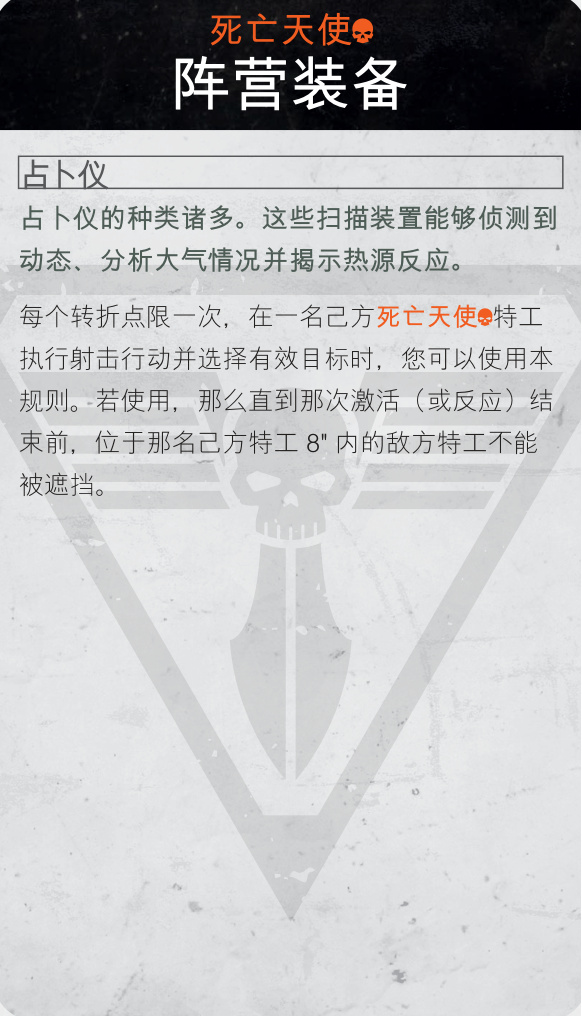 死亡天使
阵营装备
占卜仪
占卜仪的种类诸多。这些扫描装置能够侦测到
动态、分析大气情况并揭示热源反应。
每个转折点限一次，在一名己方死亡天使特工
执行射击行动并选择有效目标时，您可以使用本
规则。若使用，那么直到那次激活（或反应）结
束前，位于那名己方特工 8" 内的敌方特工不能
被遮挡。